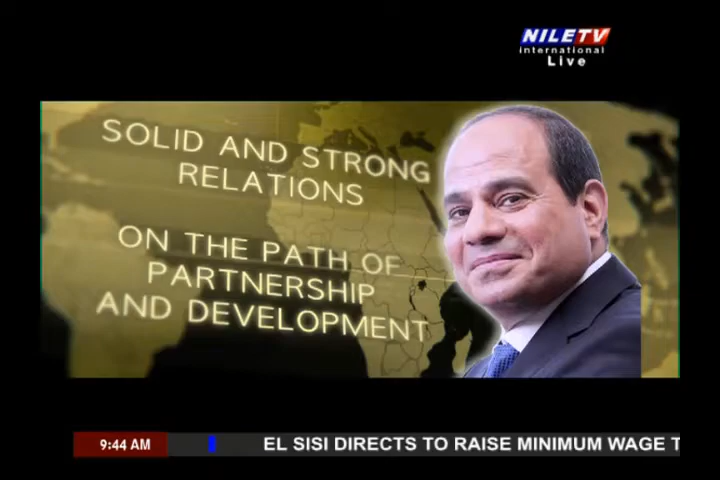 NILETV
international
Live
SOLID AND STRONG
RELATIONS
ON THE PATH OF
PARTNERSHIP
AND DEVELOPMENT
9:44 AM
EL SISI DIRECTS TO RAISE MINIMUM WAGE T